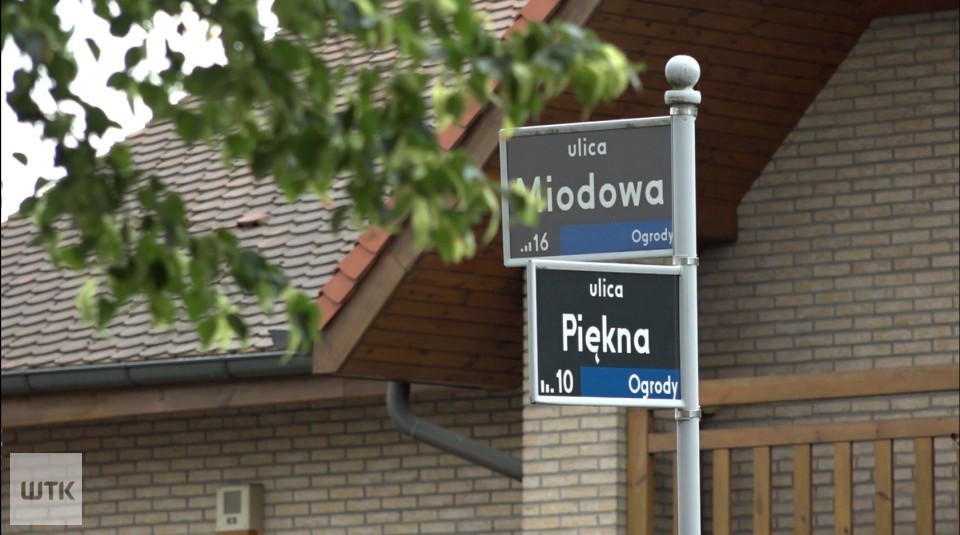 ulica
Miodowa
16
Ogrody
ulica
Piękna
10
Ogrody
WTK